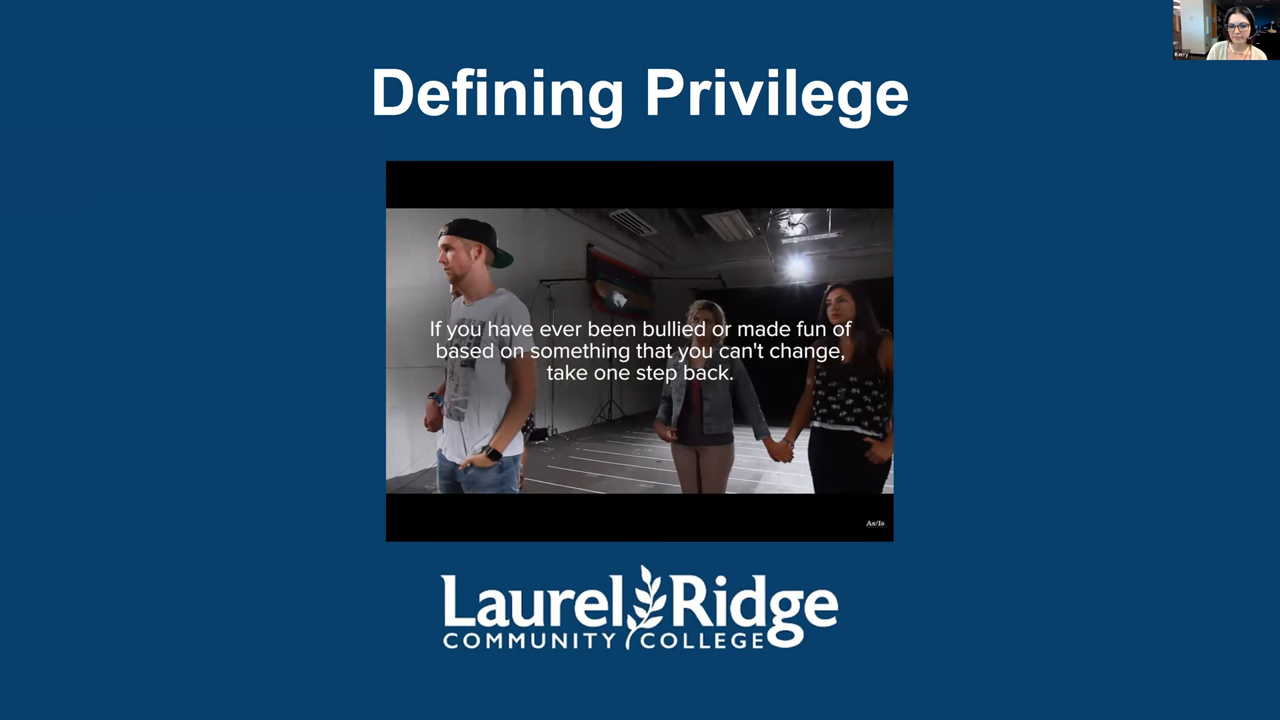 Kerry
Defining Privilege
If you have ever been bullied or made fun of
based on something that you can't change,
take one step back.
As/Is
Laurel Ridge
COMMUNITY COLLEGE